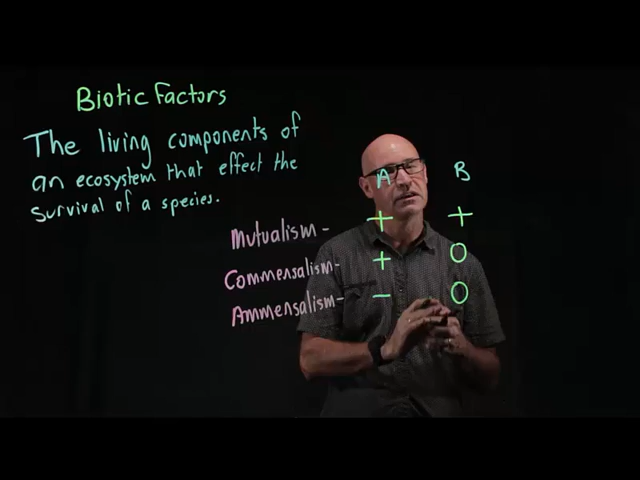 Biotic Factors
The living components of
an ecosystem that effect the
survival of a species.
A B
Mutualism - + +
Commensalism - + O
Ammensalism - - O